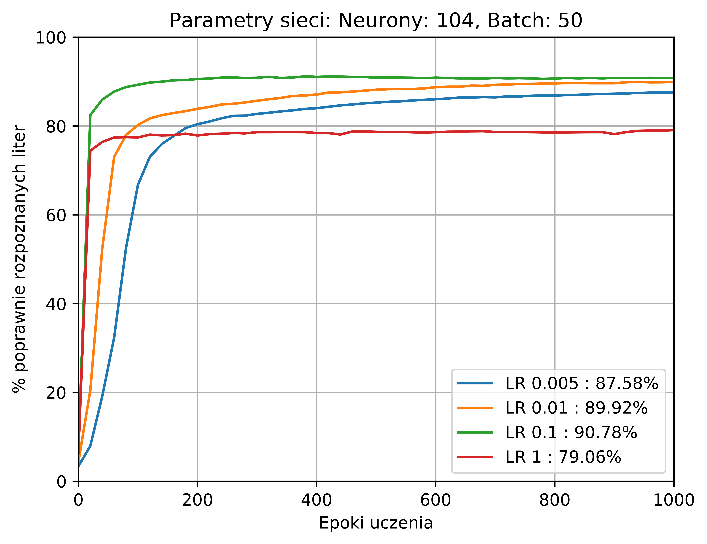 Parametry sieci: Neurony: 104, Batch: 50
% poprawnie rozpoznanych liter
100
80
60
40
20
0
0 200 400 600 800 1000
Epoki uczenia
LR 0.005 : 87.58%
LR 0.01 : 89.92%
LR 0.1 : 90.78%
LR 1 : 79.06%